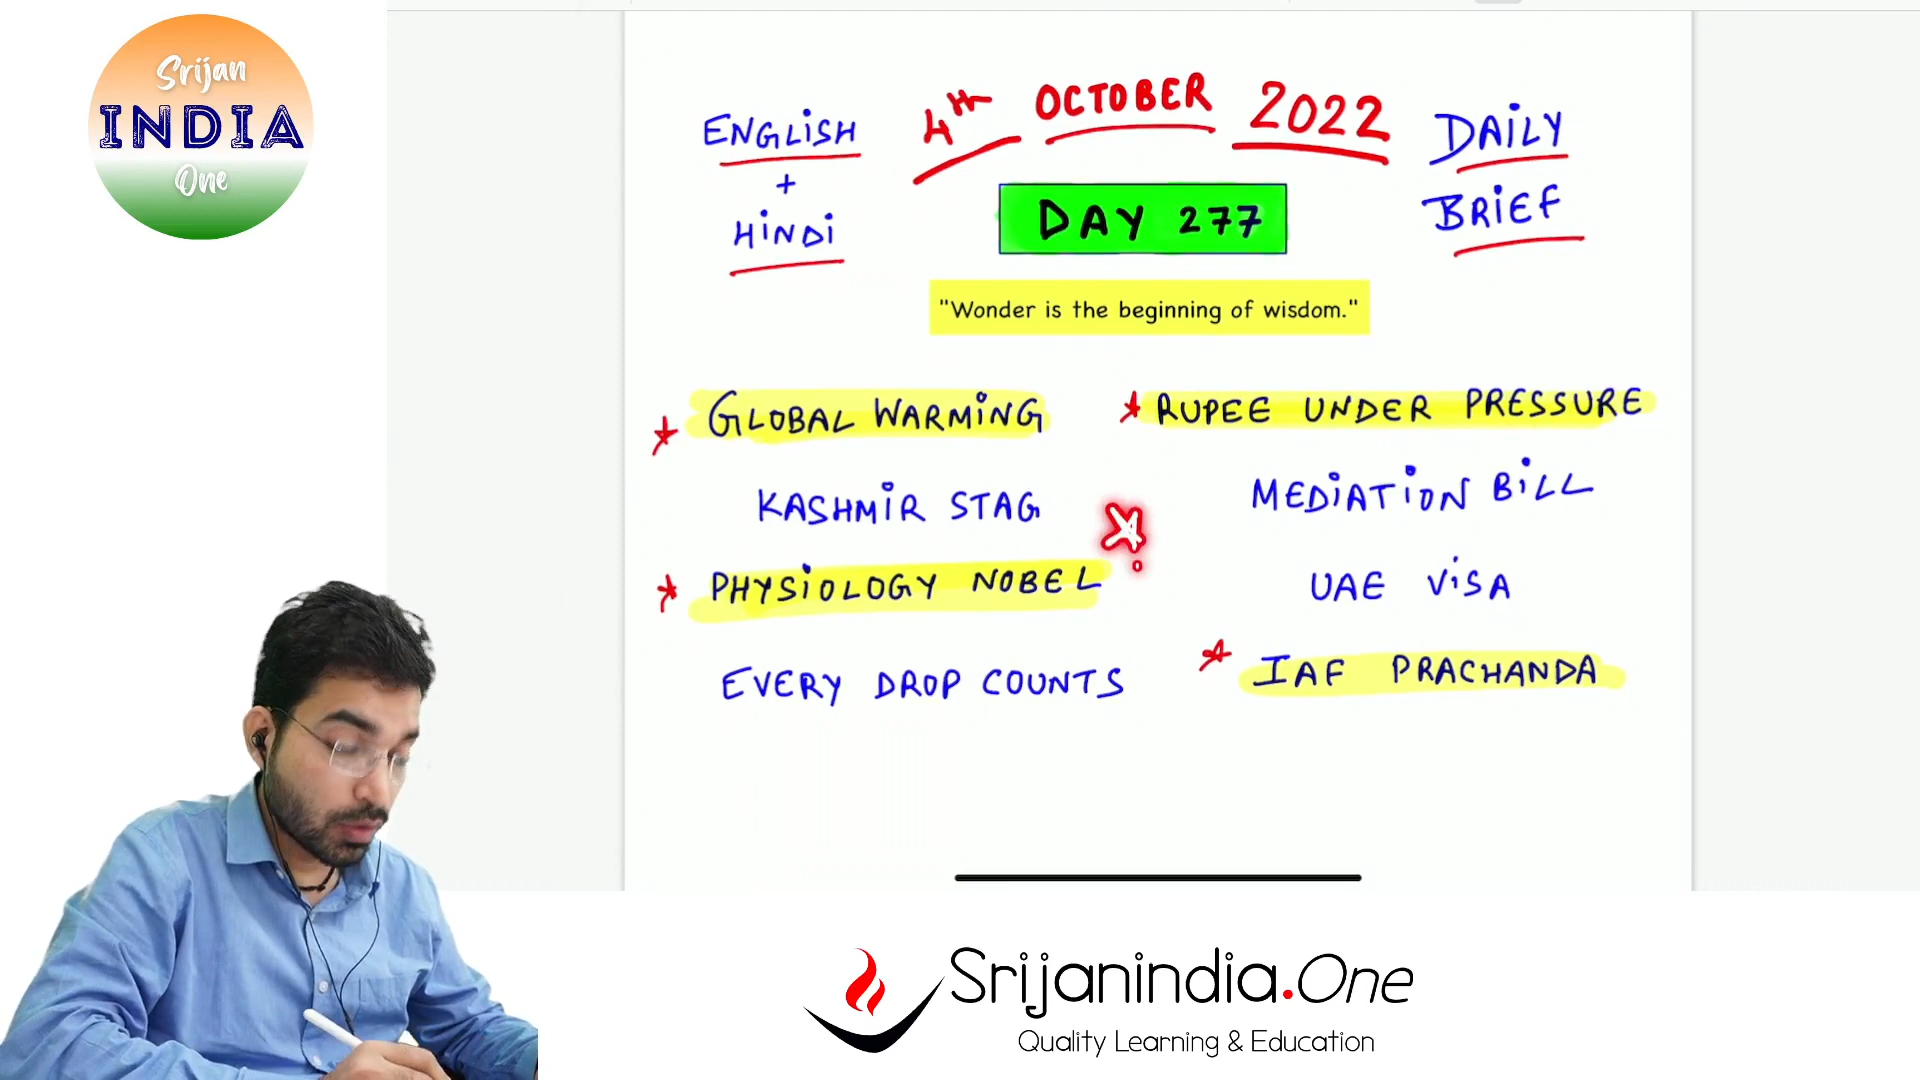 Srijan
INDIA
One
ENGLISH
+
HINDI
4th OCTOBER 2022
DAY 277
DAILY
BRIEF
"Wonder is the beginning of wisdom."
GLOBAL WARMING
KASHMIR STAG
PHYSIOLOGY NOBEL
EVERY DROP COUNTS
RUPEE UNDER PRESSURE
MEDIATION BILL
UAE VISA
IAF PRACHANDA
Srijanindia.One
Quality Learning & Education